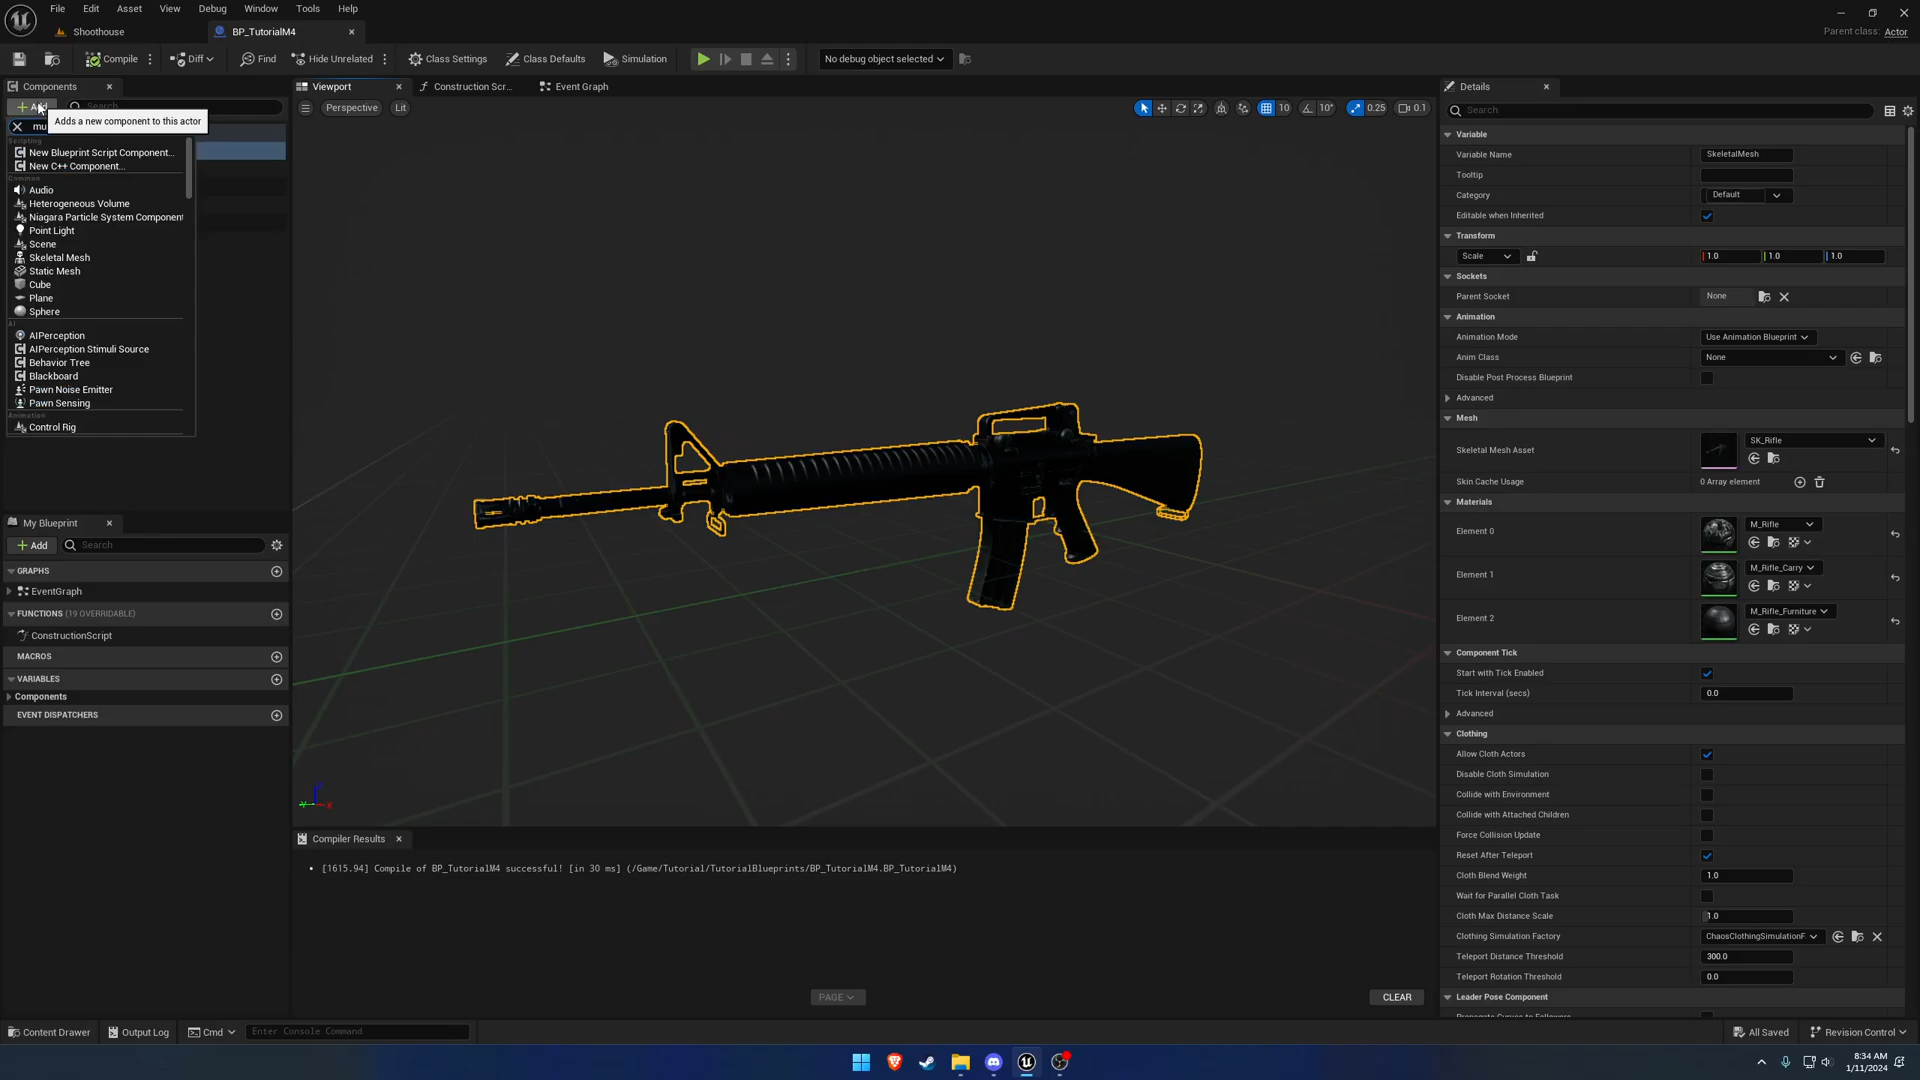 File Edit Asset View Debug Window Tools Help
Shoothouse
BP_TutorialM4
Parent class: Actor
Compile
Diff
Find
Hide Unrelated
Class Settings
Class Defaults
Simulation
No debug object selected
Components
Add
Search
Adds a new component to this actor
mu
Scripting
New Blueprint Script Component...
New C++ Component...
Common
Audio
Heterogeneous Volume
Niagara Particle System Component
Point Light
Scene
Skeletal Mesh
Static Mesh
Cube
Plane
Sphere
AI
AIPerception
AIPerception Stimuli Source
Behavior Tree
Blackboard
Pawn Noise Emitter
Pawn Sensing
Animation
Control Rig
My Blueprint
Add
Search
GRAPHS
EventGraph
FUNCTIONS (19 OVERRIDABLE)
ConstructionScript
MACROS
VARIABLES
Components
EVENT DISPATCHERS
Viewport
Construction Scr...
Event Graph
Perspective
Lit
10
10°
0.25
0.1
Compiler Results
[1615.94] Compile of BP_TutorialM4 successful! [in 30 ms] (/Game/Tutorial/TutorialBlueprints/BP_TutorialM4.BP_TutorialM4)
PAGE
CLEAR
Details
Search
Variable
Variable Name SkeletalMesh
Tooltip
Category Default
Editable when Inherited
Transform
Scale 1.0 1.0 1.0
Sockets
Parent Socket None
Animation
Animation Mode Use Animation Blueprint
Anim Class None
Disable Post Process Blueprint
Advanced
Mesh
Skeletal Mesh Asset SK_Rifle
Skin Cache Usage 0 Array element
Materials
Element 0 M_Rifle
Element 1 M_Rifle_Carry
Element 2 M_Rifle_Furniture
Component Tick
Start with Tick Enabled
Tick Interval (secs) 0.0
Advanced
Clothing
Allow Cloth Actors
Disable Cloth Simulation
Collide with Environment
Collide with Attached Children
Force Collision Update
Reset After Teleport
Cloth Blend Weight 1.0
Wait for Parallel Cloth Task
Cloth Max Distance Scale 1.0
Clothing Simulation Factory ChaosClothingSimulationF
Teleport Distance Threshold 300.0
Teleport Rotation Threshold 0.0
Leader Pose Component
Content Drawer
Output Log
Cmd
Enter Console Command
All Saved
Revision Control
8:34 AM
1/11/2024